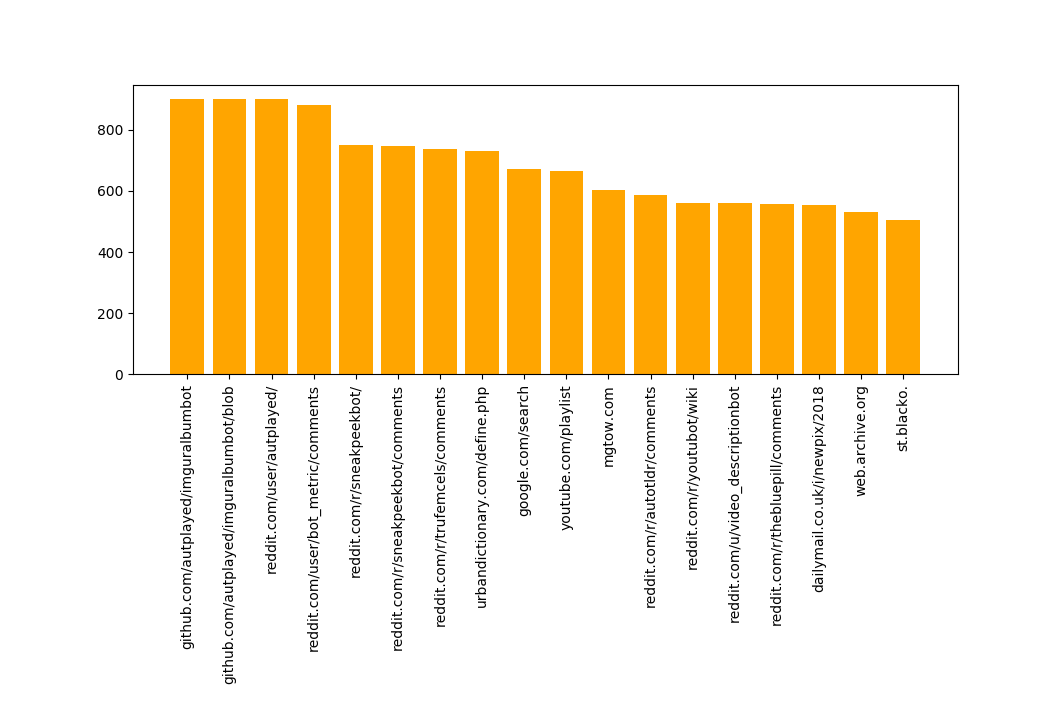 800
600
400
200
0
github.com/autplayed/imguralbumbot
github.com/autplayed/imguralbumbot/blob
reddit.com/user/autplayed/
reddit.com/user/bot_metric/comments
reddit.com/r/sneakpeekbot/
reddit.com/r/sneakpeekbot/comments
reddit.com/r/trufemcels/comments
urbandictionary.com/define.php
google.com/search
youtube.com/playlist
mgtow.com
reddit.com/r/autotldr/comments
reddit.com/r/youtubot/wiki
reddit.com/u/video_descriptionbot
reddit.com/r/thebluepill/comments
dailymail.co.uk/i/newpix/2018
web.archive.org
st.blacko.